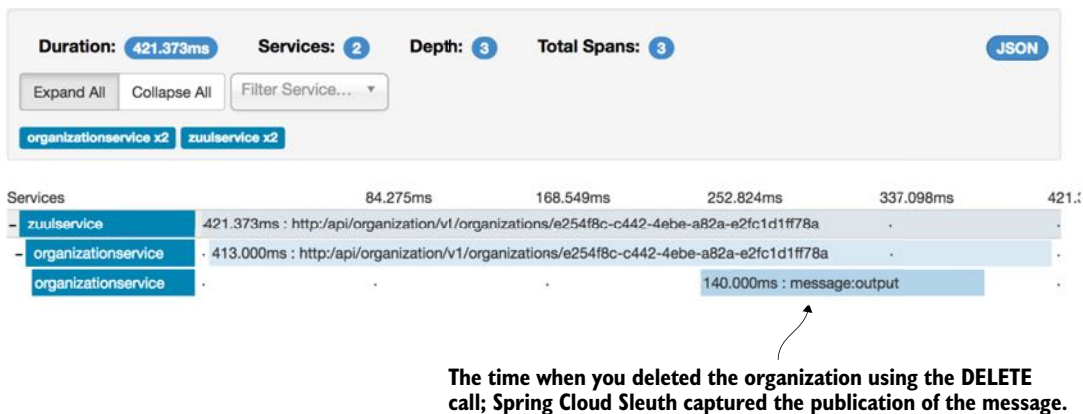 Duration: 421.373ms Services: 2 Depth: 3 Total Spans: 3 JSON
Expand All Collapse All Filter Service...
organizationservice x2 zuulservice x2
Services 84.275ms 168.549ms 252.824ms 337.098ms 421.:
- zuulservice 421.373ms : http:/api/organization/v1/organizations/e254f8c-c442-4ebe-a82a-e2fc1d1ff78a
- organizationservice 413.000ms : http:/api/organization/v1/organizations/e254f8c-c442-4ebe-a82a-e2fc1d1ff78a
organizationservice 140.000ms : message:output
The time when you deleted the organization using the DELETE
call; Spring Cloud Sleuth captured the publication of the message.